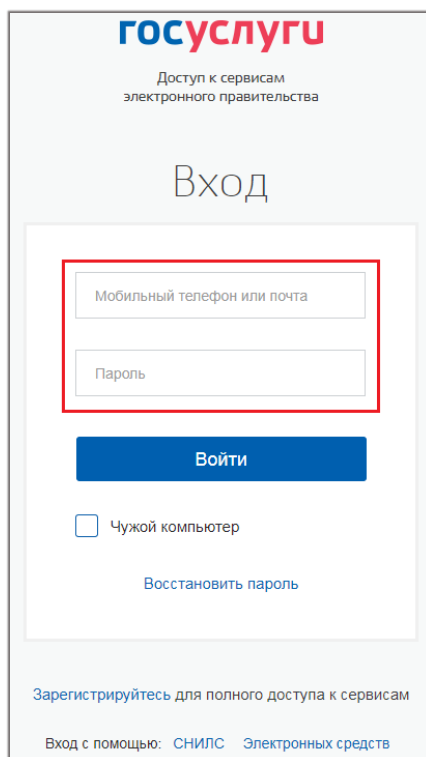 госуслуги
Доступ к сервисам
электронного правительства
Вход
Мобильный телефон или почта
Пароль
Войти
Чужой компьютер
Восстановить пароль
Зарегистрируйтесь для полного доступа к сервисам
Вход с помощью: СНИЛС Электронных средств